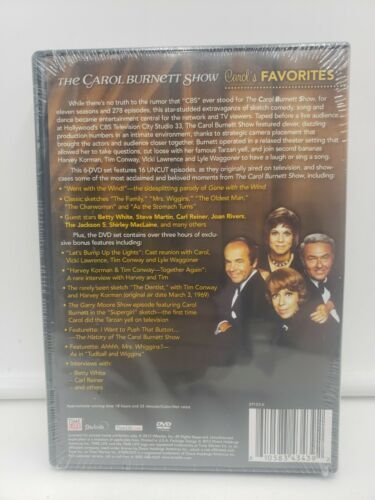 THE CAROL BURNETT SHOW Carol's FAVORITES
While there's no truth to the rumor that "CBS" ever stood for The Carol Burnett Show, for
eleven seasons and 278 episodes, this star-studded extravaganza of sketch comedy, song and
dance became entertainment central for the network and TV viewers. Taped before a live audience
at Hollywood's CBS Television City Studio 33, The Carol Burnett Show featured clever, dazzling
production numbers in an intimate environment, thanks to strategic camera placement that
brought the actors and audience closer together. Burnett operated in a relaxed theater setting that
allowed her to take questions, cut loose with her famous Tarzan yell, and join second bananas
Harvey Korman, Tim Conway, Vicki Lawrence and Lyle Waggoner to have a laugh or sing a song.
This 6-DVD set features 16 UNCUT episodes, as they originally aired on television, and show-
cases some of the most acclaimed and beloved moments from The Carol Burnett Show, including:
• "Went with the Wind!"—the sidesplitting parody of Gone with the Wind
• Classic sketches "The Family," "Mrs. Wiggins," "The Oldest Man,"
"The Charwoman" and "As the Stomach Turns"
• Guest stars Betty White, Steve Martin, Carl Reiner, Joan Rivers,
The Jackson 5, Shirley MacLaine, and many others
Plus, the DVD set contains over three hours of exclu-
sive bonus features including:
• "Let's Bump Up the Lights": Cast reunion with Carol,
Vicki Lawrence, Tim Conway and Lyle Waggoner
• "Harvey Korman & Tim Conway—Together Again":
A rare interview with Harvey and Tim
• The rarely seen sketch "The Dentist," with Tim Conway
and Harvey Korman (original air date March 3, 1969)
• The Garry Moore Show episode featuring Carol
Burnett in the "Supergirl" sketch—the first time
Carol did the Tarzan yell on television
• Featurette: I Want to Push That Button...
—The History of The Carol Burnett Show
• Featurette: Ahhhh, Mrs. Whiggins?—
As in "Tudball and Wiggins"
• Interviews with:
- Betty White
- Carl Reiner
- and others
DVD
27123-X
6 10583 43439